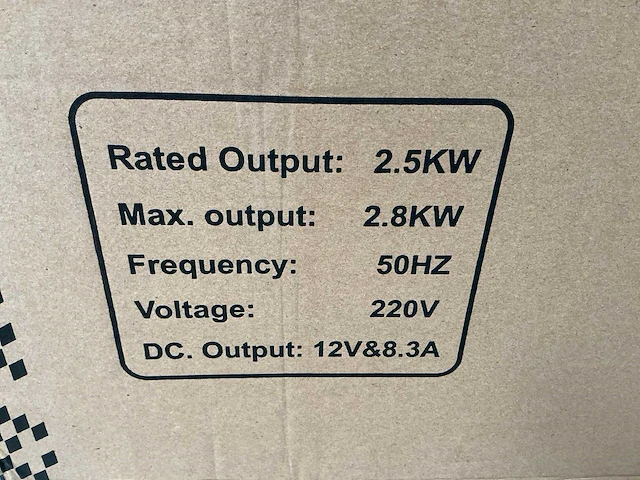 Rated Output: 2.5KW
Max. output: 2.8KW
Frequency: 50HZ
Voltage: 220V
DC. Output: 12V&8.3A